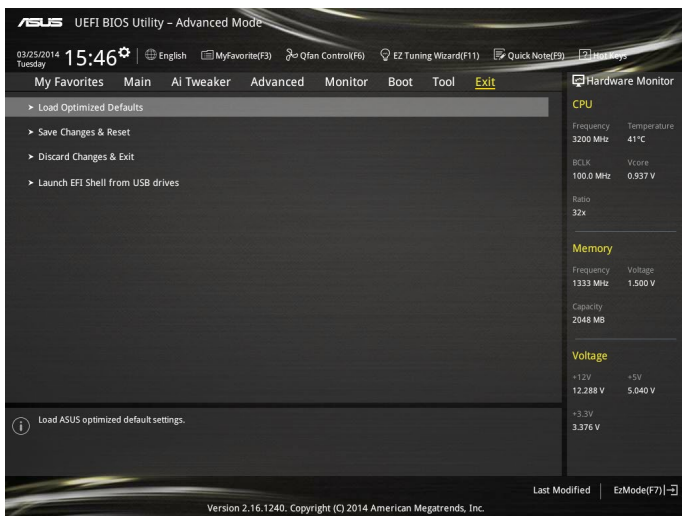 ASUS UEFI BIOS Utility – Advanced Mode
03/25/2014 Tuesday 15:46 English MyFavorite(F3) Qfan Control(F6) EZ Tuning Wizard(F11) Quick Note(F9) ? Hot Keys
My Favorites Main Ai Tweaker Advanced Monitor Boot Tool Exit
Hardware Monitor
> Load Optimized Defaults
> Save Changes & Reset
> Discard Changes & Exit
> Launch EFI Shell from USB drives
CPU
Frequency Temperature
3200 MHz 41°C
BCLK Vcore
100.0 MHz 0.937 V
Ratio
32x
Memory
Frequency Voltage
1333 MHz 1.500 V
Capacity
2048 MB
Voltage
+12V +5V
12.288 V 5.040 V
+3.3V
3.376 V
i Load ASUS optimized default settings.
Last Modified | EzMode(F7)
Version 2.16.1240. Copyright (C) 2014 American Megatrends, Inc.